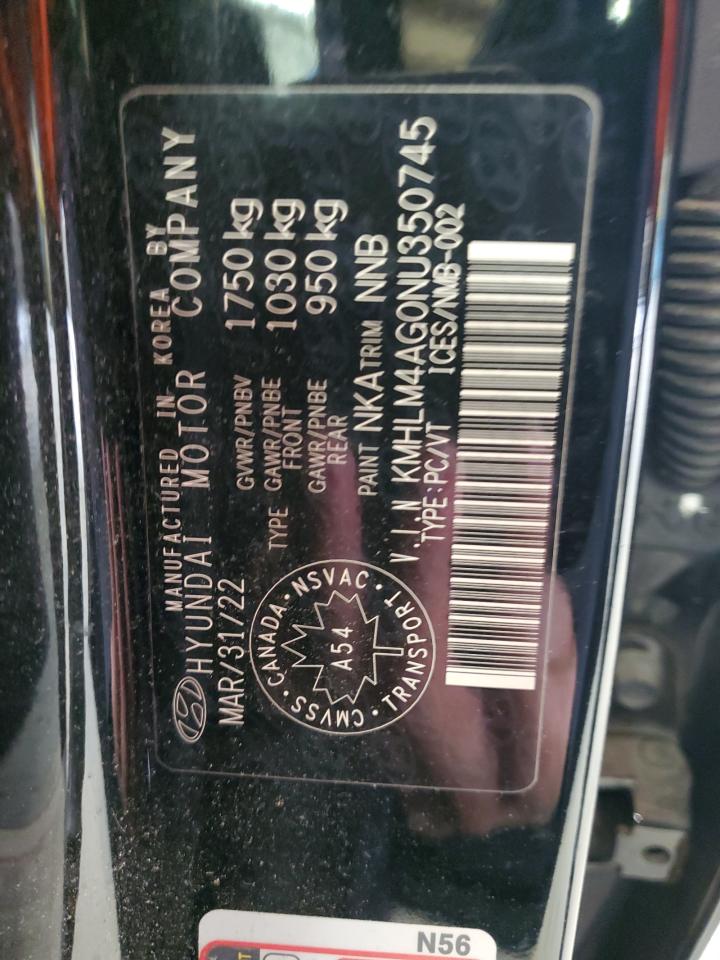 MANUFACTURED IN KOREA BY
HYUNDAI MOTOR COMPANY
MAR/31/22
GVWR/PNBV 1750 kg
TYPE GAWR/PNBE FRONT 1030 kg
GAWR/PNBE REAR 950 kg
PAINT NKA TRIM NNB
V.I.N KMHLM4AG0NU350745
TYPE:PC/VT ICES/NMB-002
CANADA · NSVAC · TRANSPORT · CMVSS ·
A54
N56